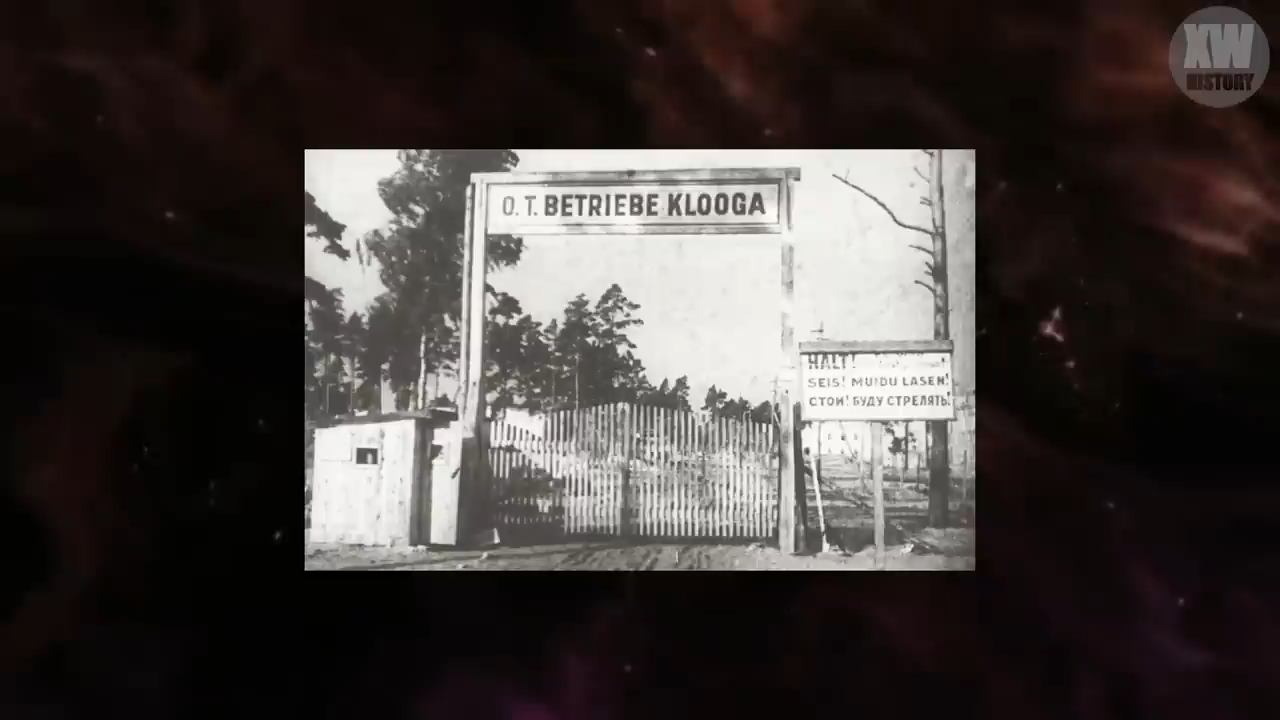 XW
HISTORY
O. T. BETRIEBE KLOOGA
HALT!
SEIS! MUIDU LASEN!
СТОЙ! БУДУ СТРЕЛЯТЬ!